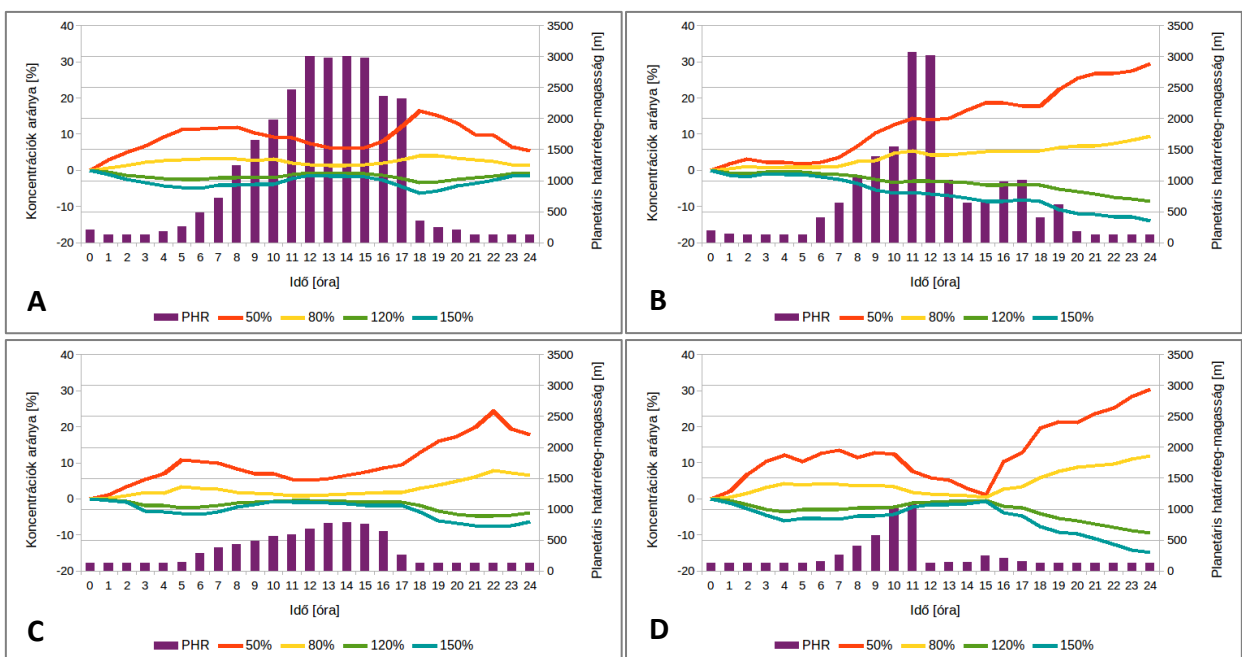 Koncentrációk aránya [%]
40
30
20
10
0
-10
-20
3500
3000
2500
2000
1500
1000
500
0
Planetáris határréteg-magasság [m]
0 1 2 3 4 5 6 7 8 9 10 11 12 13 14 15 16 17 18 19 20 21 22 23 24
Idő [óra]
A
PHR 50% 80% 120% 150%
Koncentrációk aránya [%]
40
30
20
10
0
-10
-20
3500
3000
2500
2000
1500
1000
500
0
Planetáris határréteg-magasság [m]
0 1 2 3 4 5 6 7 8 9 10 11 12 13 14 15 16 17 18 19 20 21 22 23 24
Idő [óra]
B
PHR 50% 80% 120% 150%
Koncentrációk aránya [%]
40
30
20
10
0
-10
-20
3500
3000
2500
2000
1500
1000
500
0
Planetáris határréteg-magasság [m]
0 1 2 3 4 5 6 7 8 9 10 11 12 13 14 15 16 17 18 19 20 21 22 23 24
Idő [óra]
C
PHR 50% 80% 120% 150%
Koncentrációk aránya [%]
40
30
20
10
0
-10
-20
3500
3000
2500
2000
1500
1000
500
0
Planetáris határréteg-magasság [m]
0 1 2 3 4 5 6 7 8 9 10 11 12 13 14 15 16 17 18 19 20 21 22 23 24
Idő [óra]
D
PHR 50% 80% 120% 150%